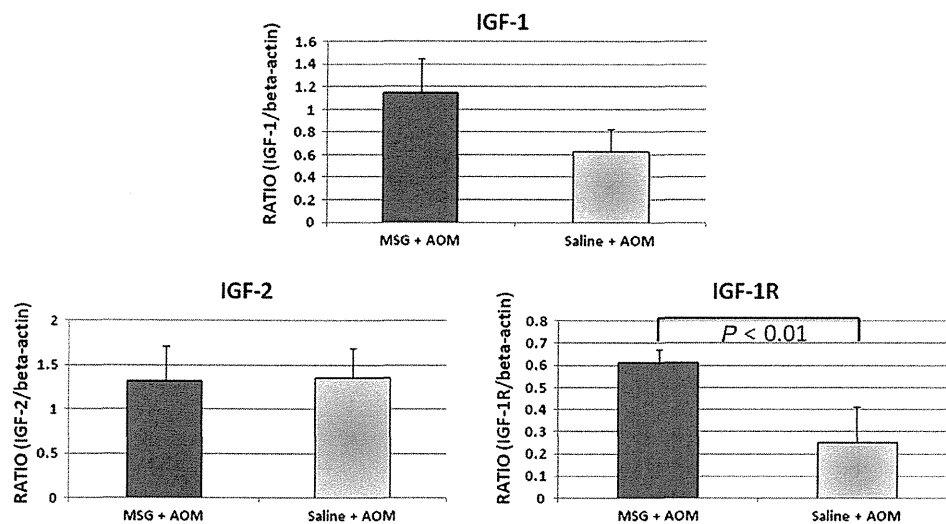 IGF-1
RATIO (IGF-1/beta-actin)
1.6
1.4
1.2
1
0.8
0.6
0.4
0.2
0
MSG + AOM
Saline + AOM
IGF-2
RATIO (IGF-2/beta-actin)
2
1.5
1
0.5
0
MSG + AOM
Saline + AOM
IGF-1R
RATIO (IGF-1R/beta-actin)
0.8
0.7
0.6
0.5
0.4
0.3
0.2
0.1
0
P < 0.01
MSG + AOM
Saline + AOM